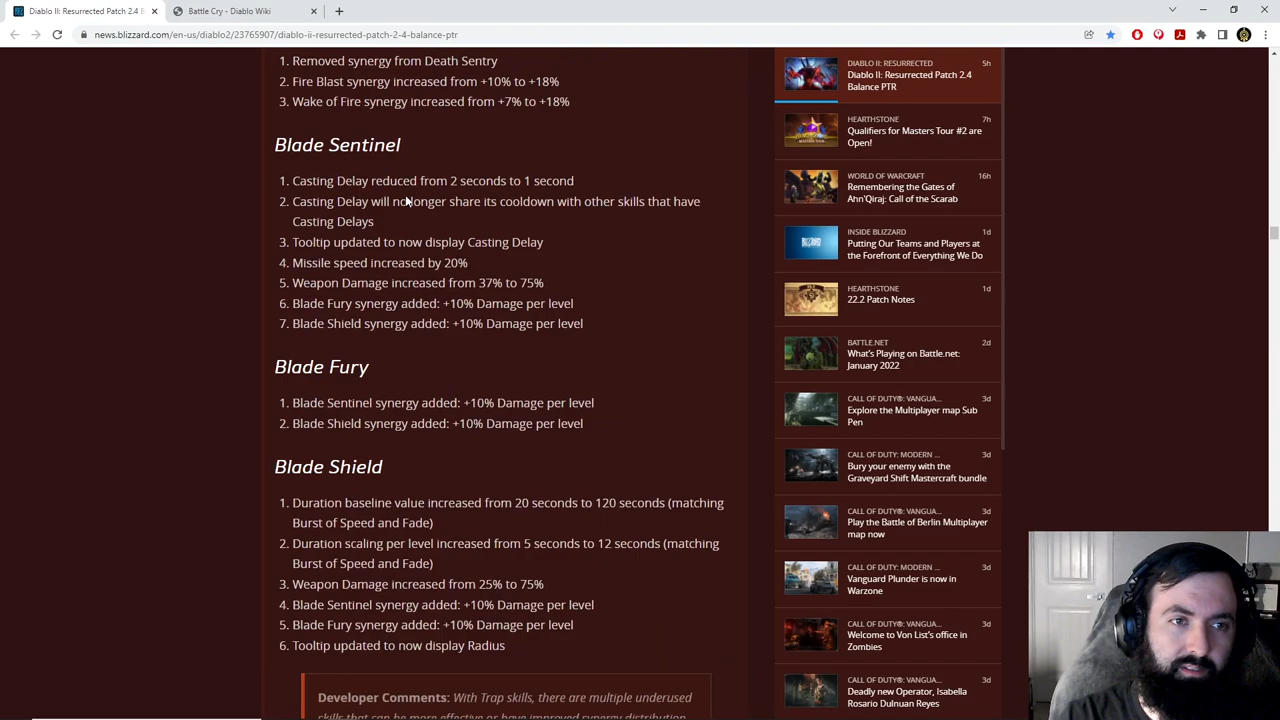 Diablo II: Resurrected Patch 2.4 B
Battle Cry - Diablo Wiki
news.blizzard.com/en-us/diablo2/23765907/diablo-ii-resurrected-patch-2-4-balance-ptr
1. Removed synergy from Death Sentry
2. Fire Blast synergy increased from +10% to +18%
3. Wake of Fire synergy increased from +7% to +18%
Blade Sentinel
1. Casting Delay reduced from 2 seconds to 1 second
2. Casting Delay will no longer share its cooldown with other skills that have
Casting Delays
3. Tooltip updated to now display Casting Delay
4. Missile speed increased by 20%
5. Weapon Damage increased from 37% to 75%
6. Blade Fury synergy added: +10% Damage per level
7. Blade Shield synergy added: +10% Damage per level
Blade Fury
1. Blade Sentinel synergy added: +10% Damage per level
2. Blade Shield synergy added: +10% Damage per level
Blade Shield
1. Duration baseline value increased from 20 seconds to 120 seconds (matching
Burst of Speed and Fade)
2. Duration scaling per level increased from 5 seconds to 12 seconds (matching
Burst of Speed and Fade)
3. Weapon Damage increased from 25% to 75%
4. Blade Sentinel synergy added: +10% Damage per level
5. Blade Fury synergy added: +10% Damage per level
6. Tooltip updated to now display Radius
Developer Comments: With Trap skills, there are multiple underused
skills that can be more effective or have improved synergy distribution
DIABLO II: RESURRECTED 5h
Diablo II: Resurrected Patch 2.4
Balance PTR
HEARTHSTONE 7h
Qualifiers for Masters Tour #2 are
Open!
WORLD OF WARCRAFT 16h
Remembering the Gates of
Ahn'Qiraj: Call of the Scarab
INSIDE BLIZZARD 1d
Putting Our Teams and Players at
the Forefront of Everything We Do
HEARTHSTONE 1d
22.2 Patch Notes
BATTLE.NET 2d
What's Playing on Battle.net:
January 2022
CALL OF DUTY®: VANGUA... 3d
Explore the Multiplayer map Sub
Pen
CALL OF DUTY: MODERN ... 3d
Bury your enemy with the
Graveyard Shift Mastercraft bundle
CALL OF DUTY®: VANGUA... 3d
Play the Battle of Berlin Multiplayer
map now
CALL OF DUTY: MODERN ... 3d
Vanguard Plunder is now in
Warzone
CALL OF DUTY®: VANGUA... 3d
Welcome to Von List's office in
Zombies
CALL OF DUTY®: VANGUA... 3d
Deadly new Operator, Isabella
Rosario Dulnuan Reyes